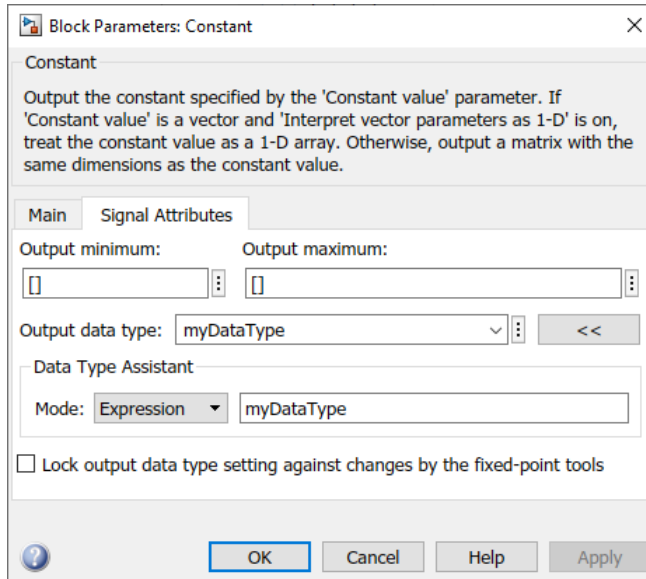 Block Parameters: Constant
Constant
Output the constant specified by the 'Constant value' parameter. If
'Constant value' is a vector and 'Interpret vector parameters as 1-D' is on,
treat the constant value as a 1-D array. Otherwise, output a matrix with the
same dimensions as the constant value.
Main Signal Attributes
Output minimum: Output maximum:
[] []
Output data type: myDataType <<
Data Type Assistant
Mode: Expression myDataType
Lock output data type setting against changes by the fixed-point tools
? OK Cancel Help Apply